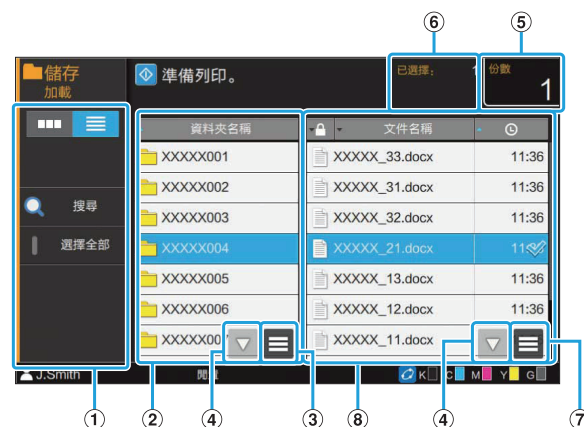 ⑥ ⑤
儲存
加載
準備列印。
已選擇： 1
份數
1
資料夾名稱
文件名稱
XXXXX001
XXXXX_33.docx 11:36
XXXXX002
XXXXX_31.docx 11:36
搜尋
XXXXX003
XXXXX_32.docx 11:36
選擇全部
XXXXX004
XXXXX_21.docx
XXXXX005
XXXXX_13.docx 11:36
XXXXX006
XXXXX_12.docx 11:36
XXXXX_11.docx
J.Smith
K C M Y G
① ② ④ ③ ⑧ ④ ⑦